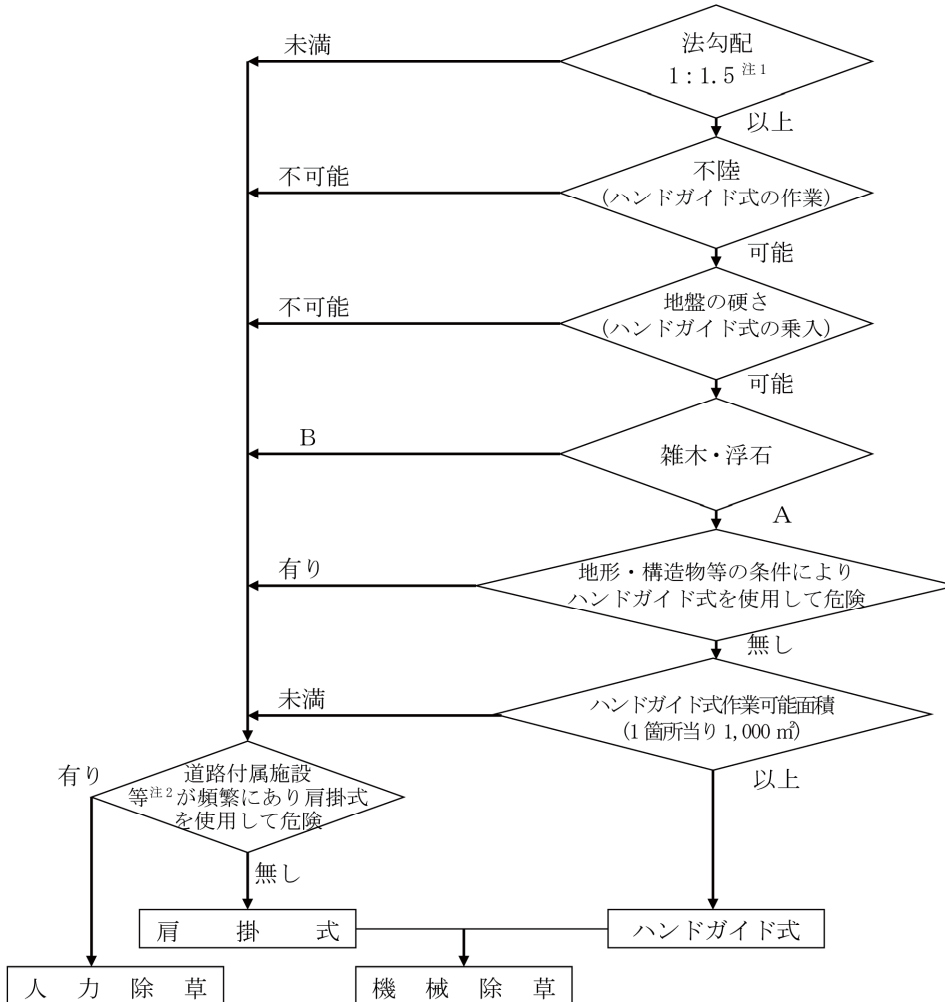 未満
法勾配
1:1.5 注1
以上
不可能
不陸
(ハンドガイド式の作業)
可能
不可能
地盤の硬さ
(ハンドガイド式の乗入)
可能
B
雑木・浮石
A
有り
地形・構造物等の条件により
ハンドガイド式を使用して危険
無し
未満
ハンドガイド式作業可能面積
(1箇所当り1,000㎡)
以上
有り
道路付属施設
等注2が頻繁にあり肩掛式
を使用して危険
無し
肩掛式
ハンドガイド式
人力除草
機械除草